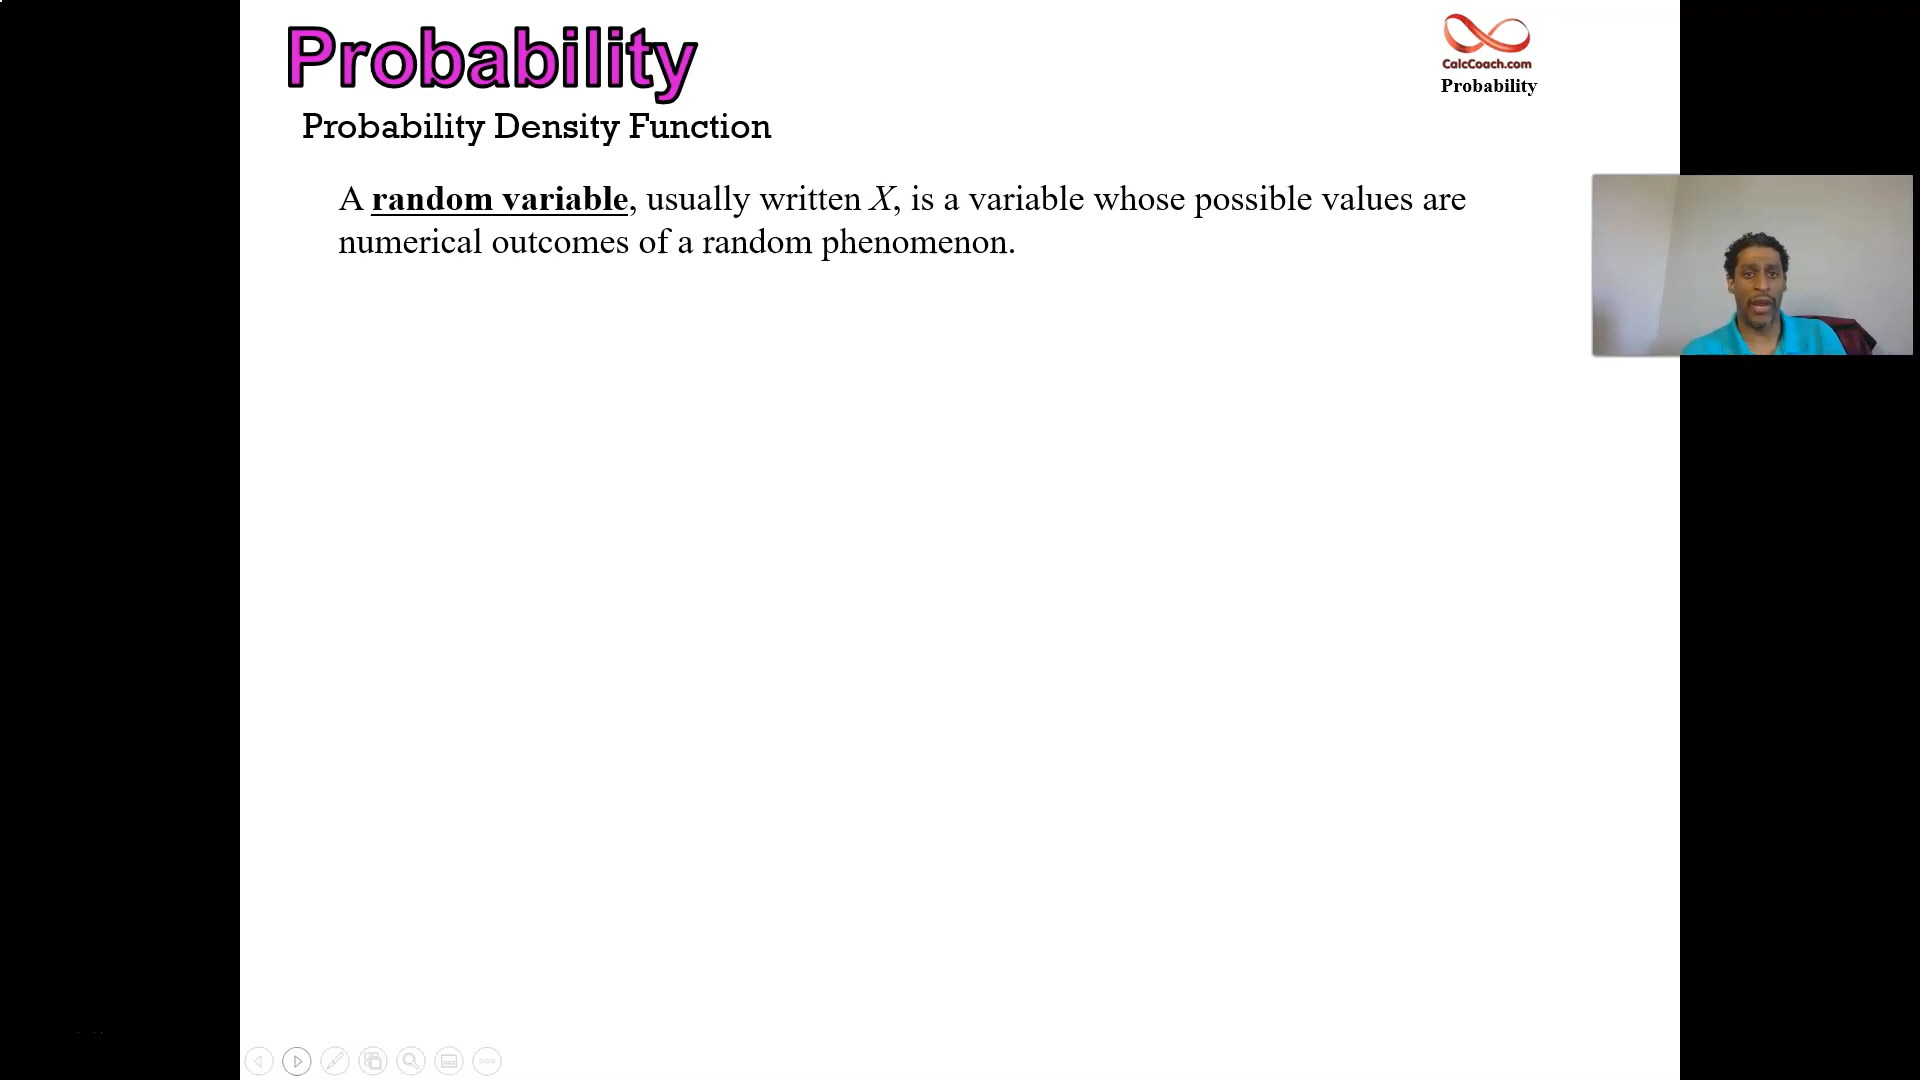 Probability
CalcCoach.com
Probability
Probability Density Function
A random variable, usually written X, is a variable whose possible values are
numerical outcomes of a random phenomenon.